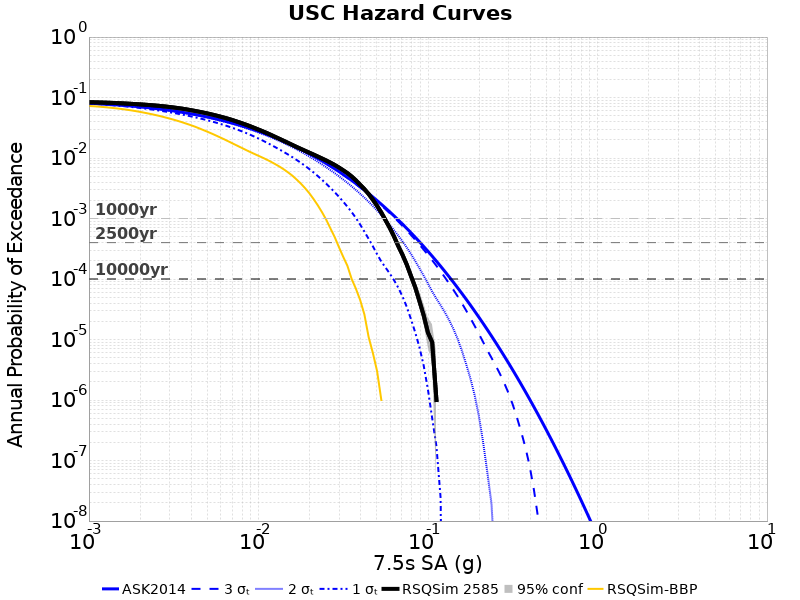 USC Hazard Curves
Annual Probability of Exceedance
10^0
10^-1
10^-2
10^-3
10^-4
10^-5
10^-6
10^-7
10^-8
1000yr
2500yr
10000yr
10^-3 10^-2 10^-1 10^0 10^1
7.5s SA (g)
ASK2014 3 σₜ 2 σₜ 1 σₜ RSQSim 2585 95% conf RSQSim-BBP